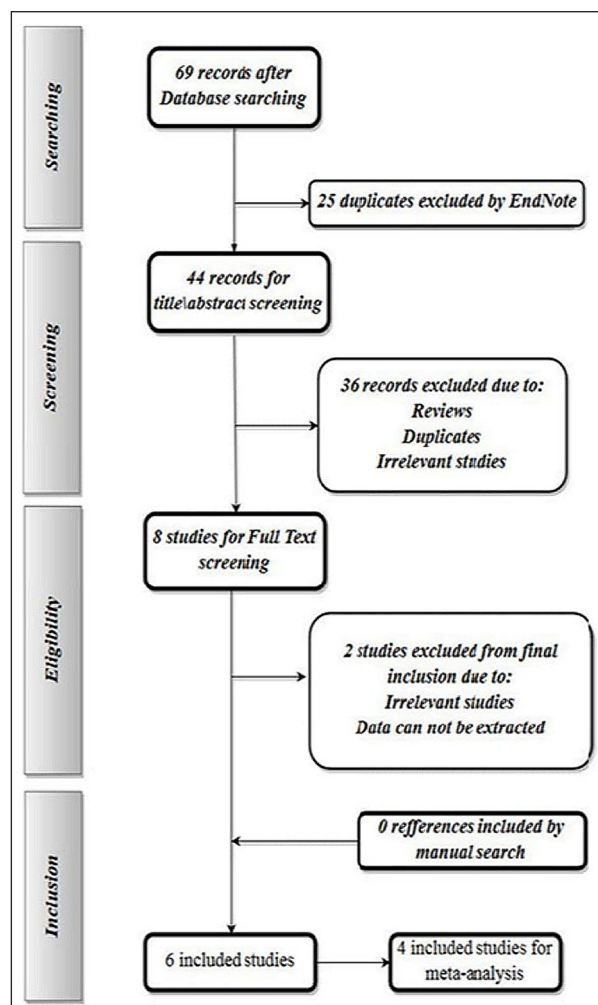 Searching
69 records after
Database searching
25 duplicates excluded by EndNote
Screening
44 records for
title\abstract screening
36 records excluded due to:
Reviews
Duplicates
Irrelevant studies
Eligibility
8 studies for Full Text
screening
2 studies excluded from final
inclusion due to:
Irrelevant studies
Data can not be extracted
Inclusion
0 refferences included by
manual search
6 included studies
4 included studies for
meta-analysis